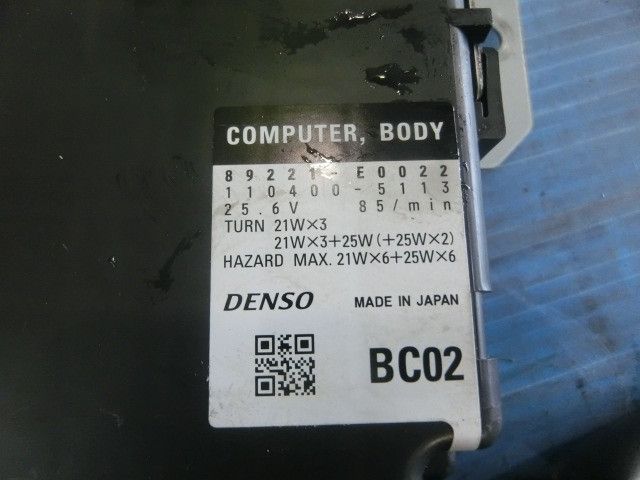 COMPUTER, BODY
89221-E0022
110400-5113
25.6V 85/min
TURN 21W×3
21W×3+25W(+25W×2)
HAZARD MAX. 21W×6+25W×6
DENSO MADE IN JAPAN
BC02